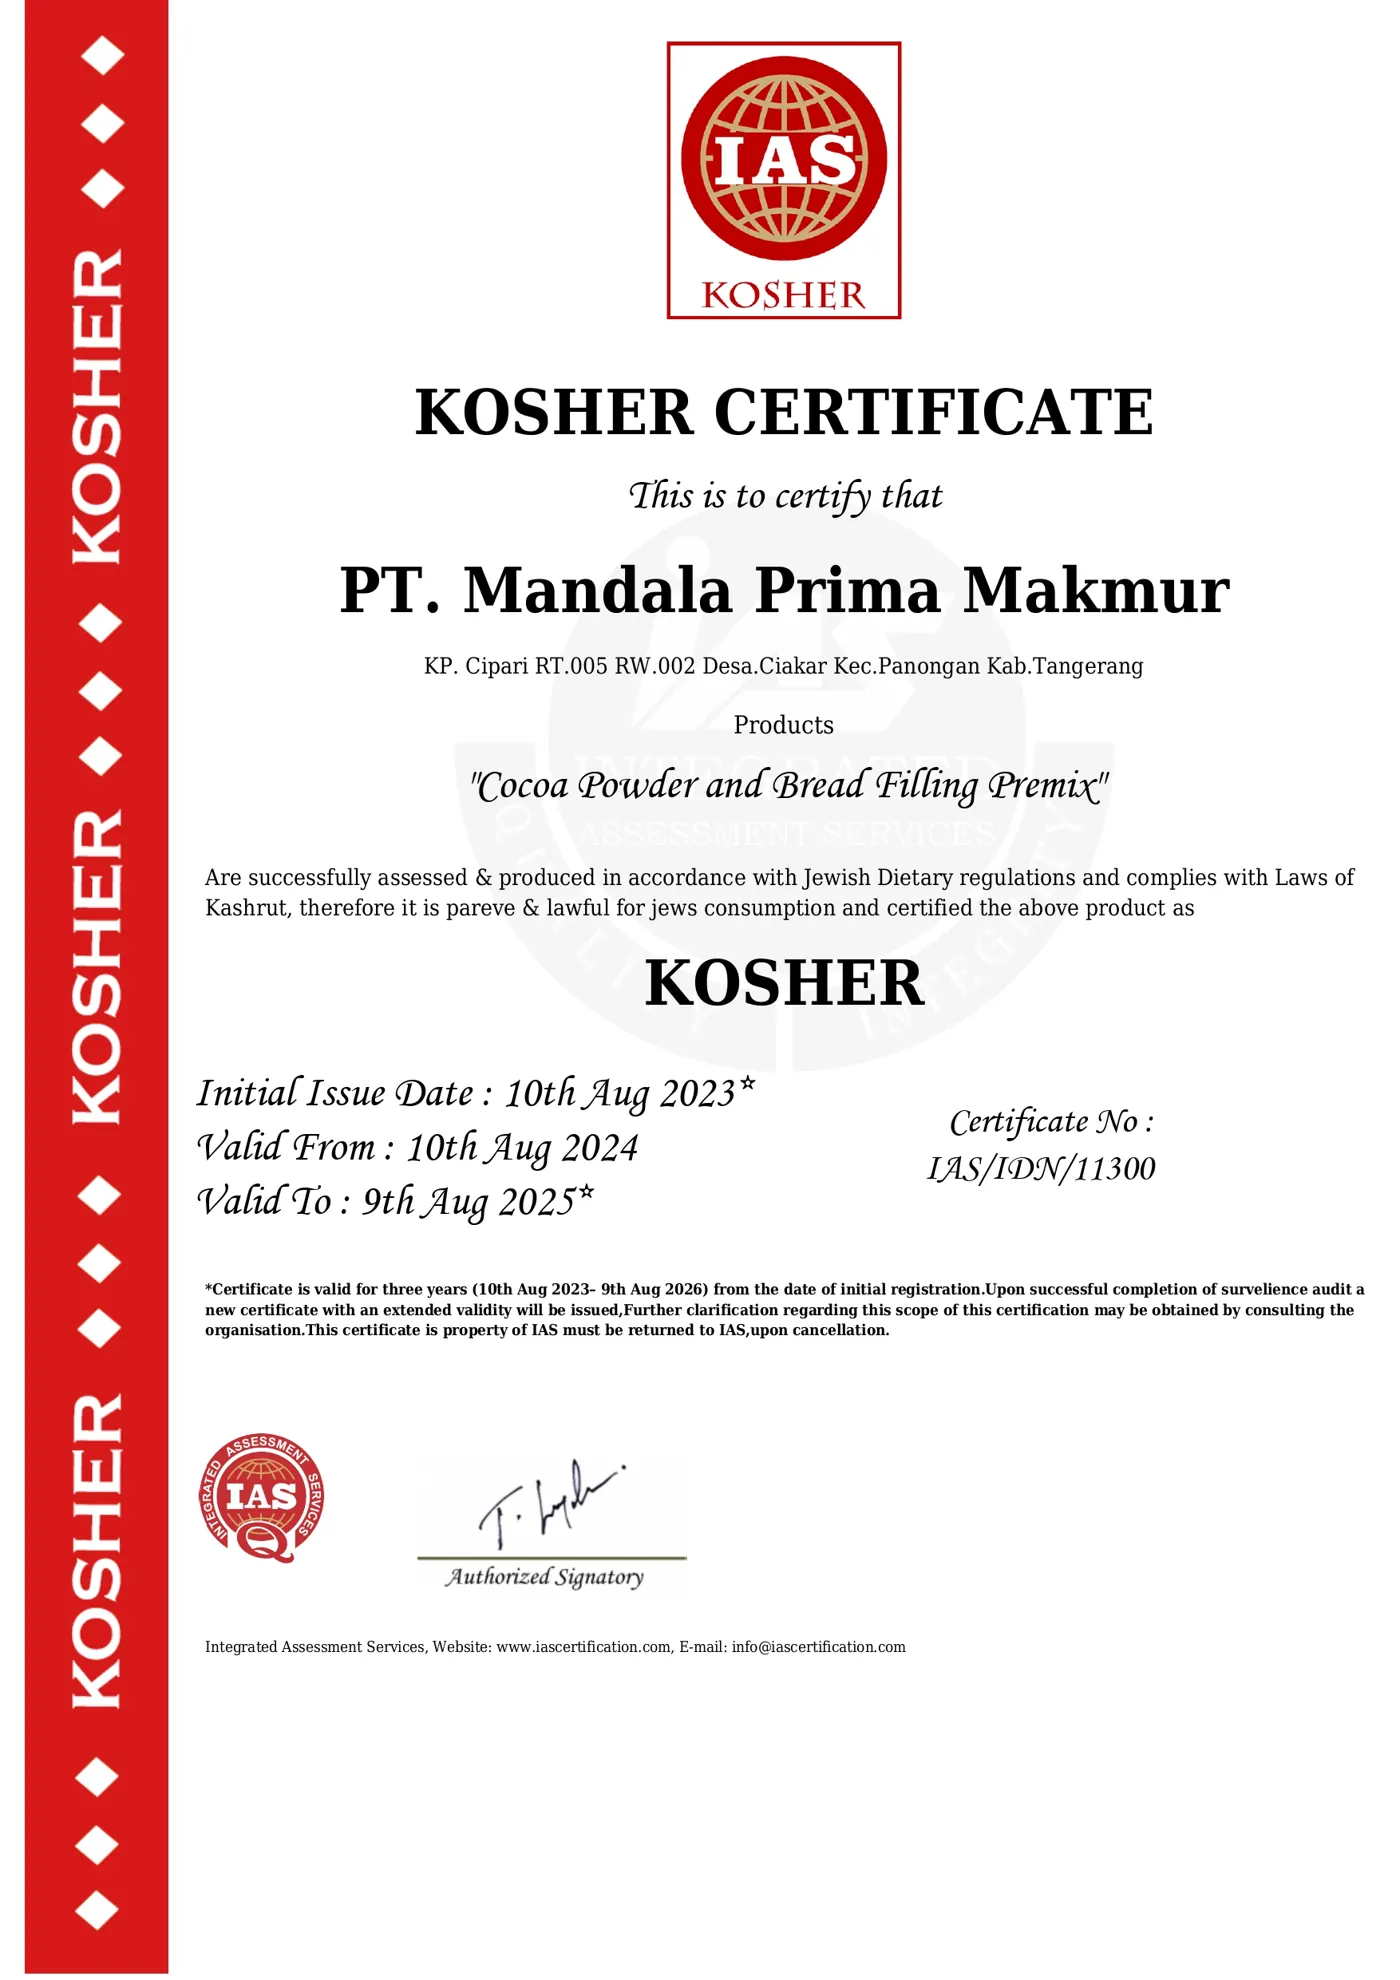 IAS
KOSHER
KOSHER CERTIFICATE
This is to certify that
PT. Mandala Prima Makmur
KP. Cipari RT.005 RW.002 Desa.Ciakar Kec.Panongan Kab.Tangerang
Products
"Cocoa Powder and Bread Filling Premix"
INTEGRATED
ASSESSMENT SERVICES
QUALITY INTEGRITY
Are successfully assessed & produced in accordance with Jewish Dietary regulations and complies with Laws of
Kashrut, therefore it is pareve & lawful for jews consumption and certified the above product as
KOSHER
Initial Issue Date : 10th Aug 2023*
Valid From : 10th Aug 2024
Valid To : 9th Aug 2025*
Certificate No :
IAS/IDN/11300
*Certificate is valid for three years (10th Aug 2023– 9th Aug 2026) from the date of initial registration.Upon successful completion of survelience audit a
new certificate with an extended validity will be issued,Further clarification regarding this scope of this certification may be obtained by consulting the
organisation.This certificate is property of IAS must be returned to IAS,upon cancellation.
INTEGRATED ASSESSMENT SERVICES
IAS
Q
Authorized Signatory
Integrated Assessment Services, Website: www.iascertification.com, E-mail: info@iascertification.com
KOSHER
KOSHER
KOSHER